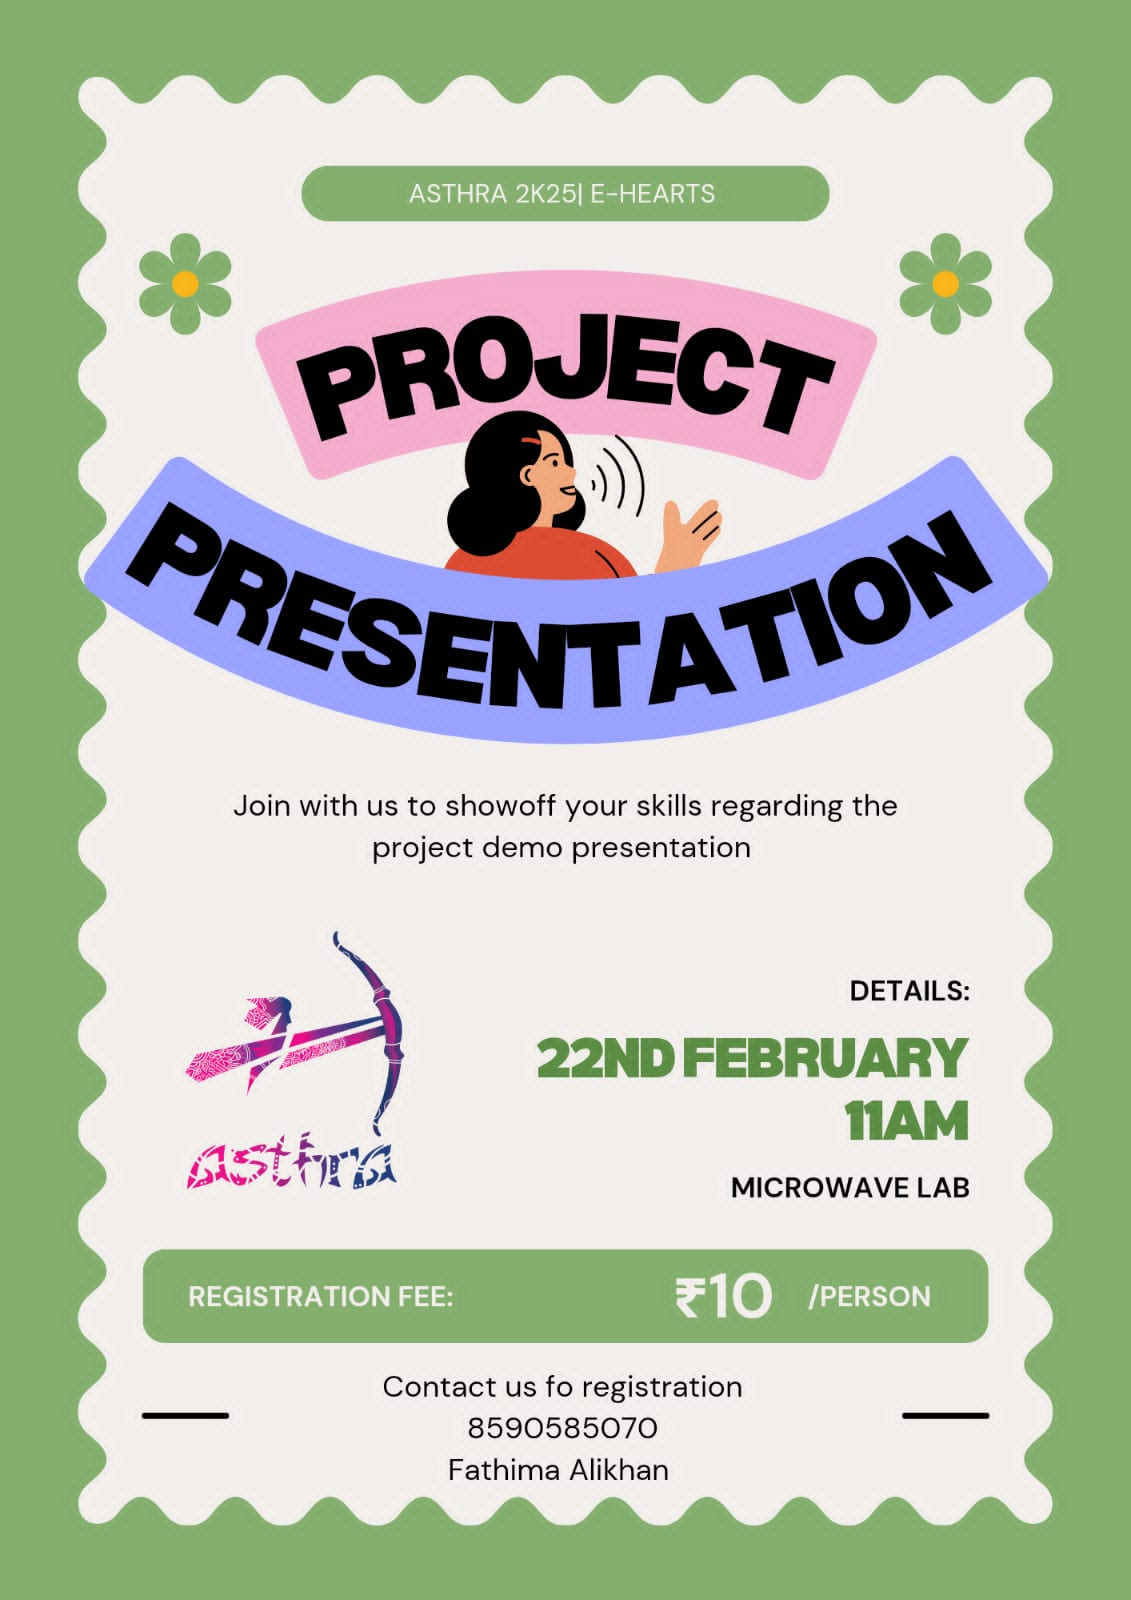 ASTHRA 2K25| E-HEARTS
PROJECT
PRESENTATION
Join with us to showoff your skills regarding the
project demo presentation
asthra
DETAILS:
22ND FEBRUARY
11AM
MICROWAVE LAB
REGISTRATION FEE: ₹10 /PERSON
Contact us fo registration
8590585070
Fathima Alikhan